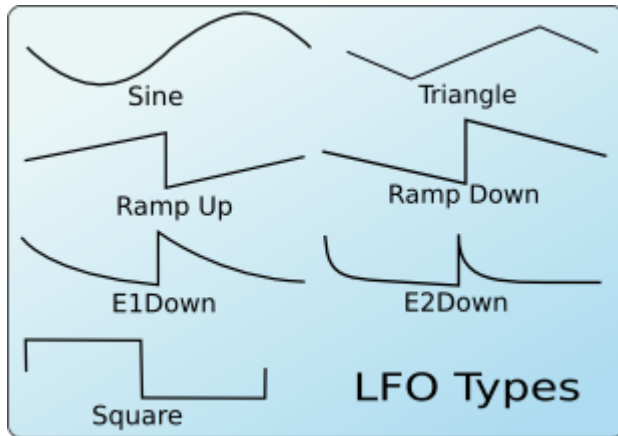 Sine
Triangle
Ramp Up
Ramp Down
E1Down
E2Down
Square
LFO Types